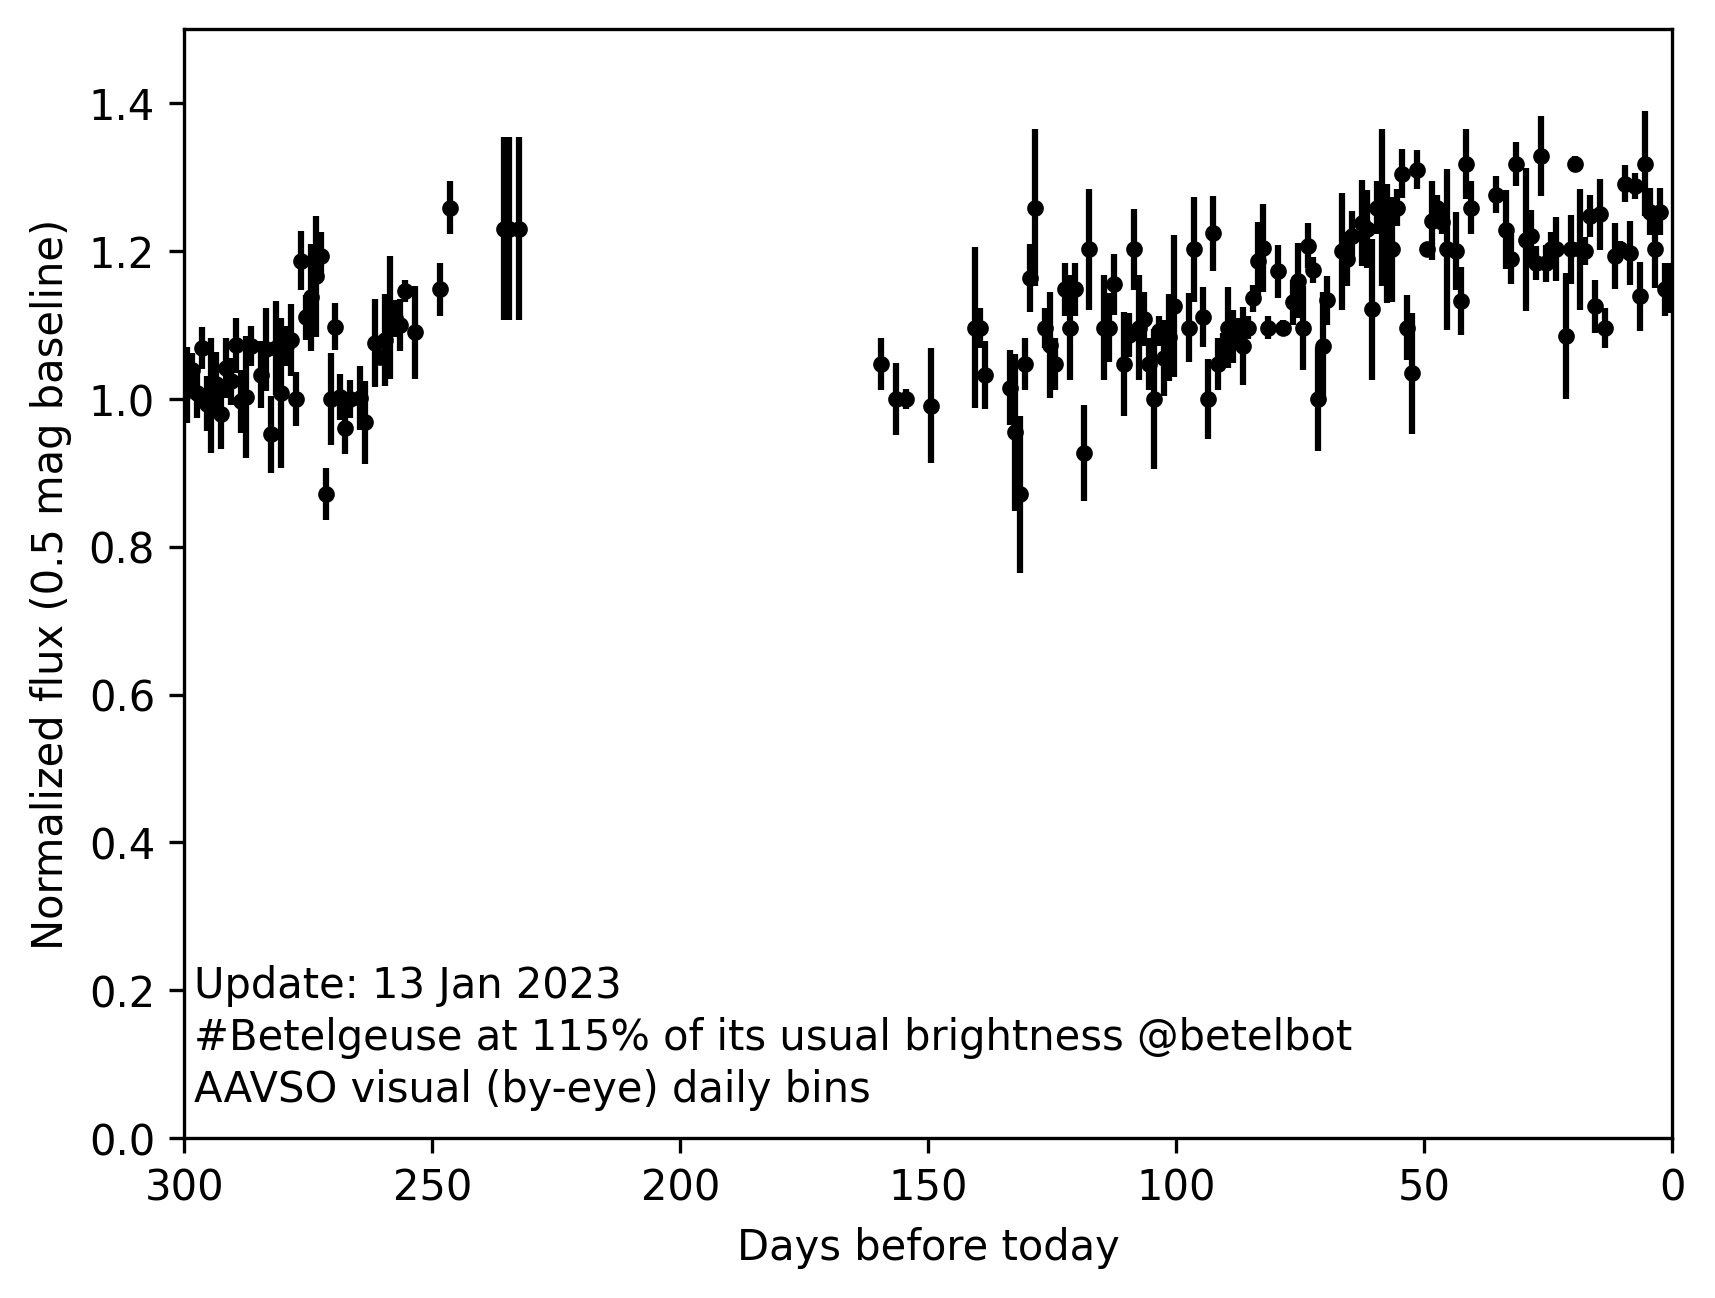 1.4
1.2
1.0
0.8
0.6
0.4
0.2
0.0
Normalized flux (0.5 mag baseline)
Update: 13 Jan 2023
#Betelgeuse at 115% of its usual brightness @betelbot
AAVSO visual (by-eye) daily bins
300 250 200 150 100 50 0
Days before today